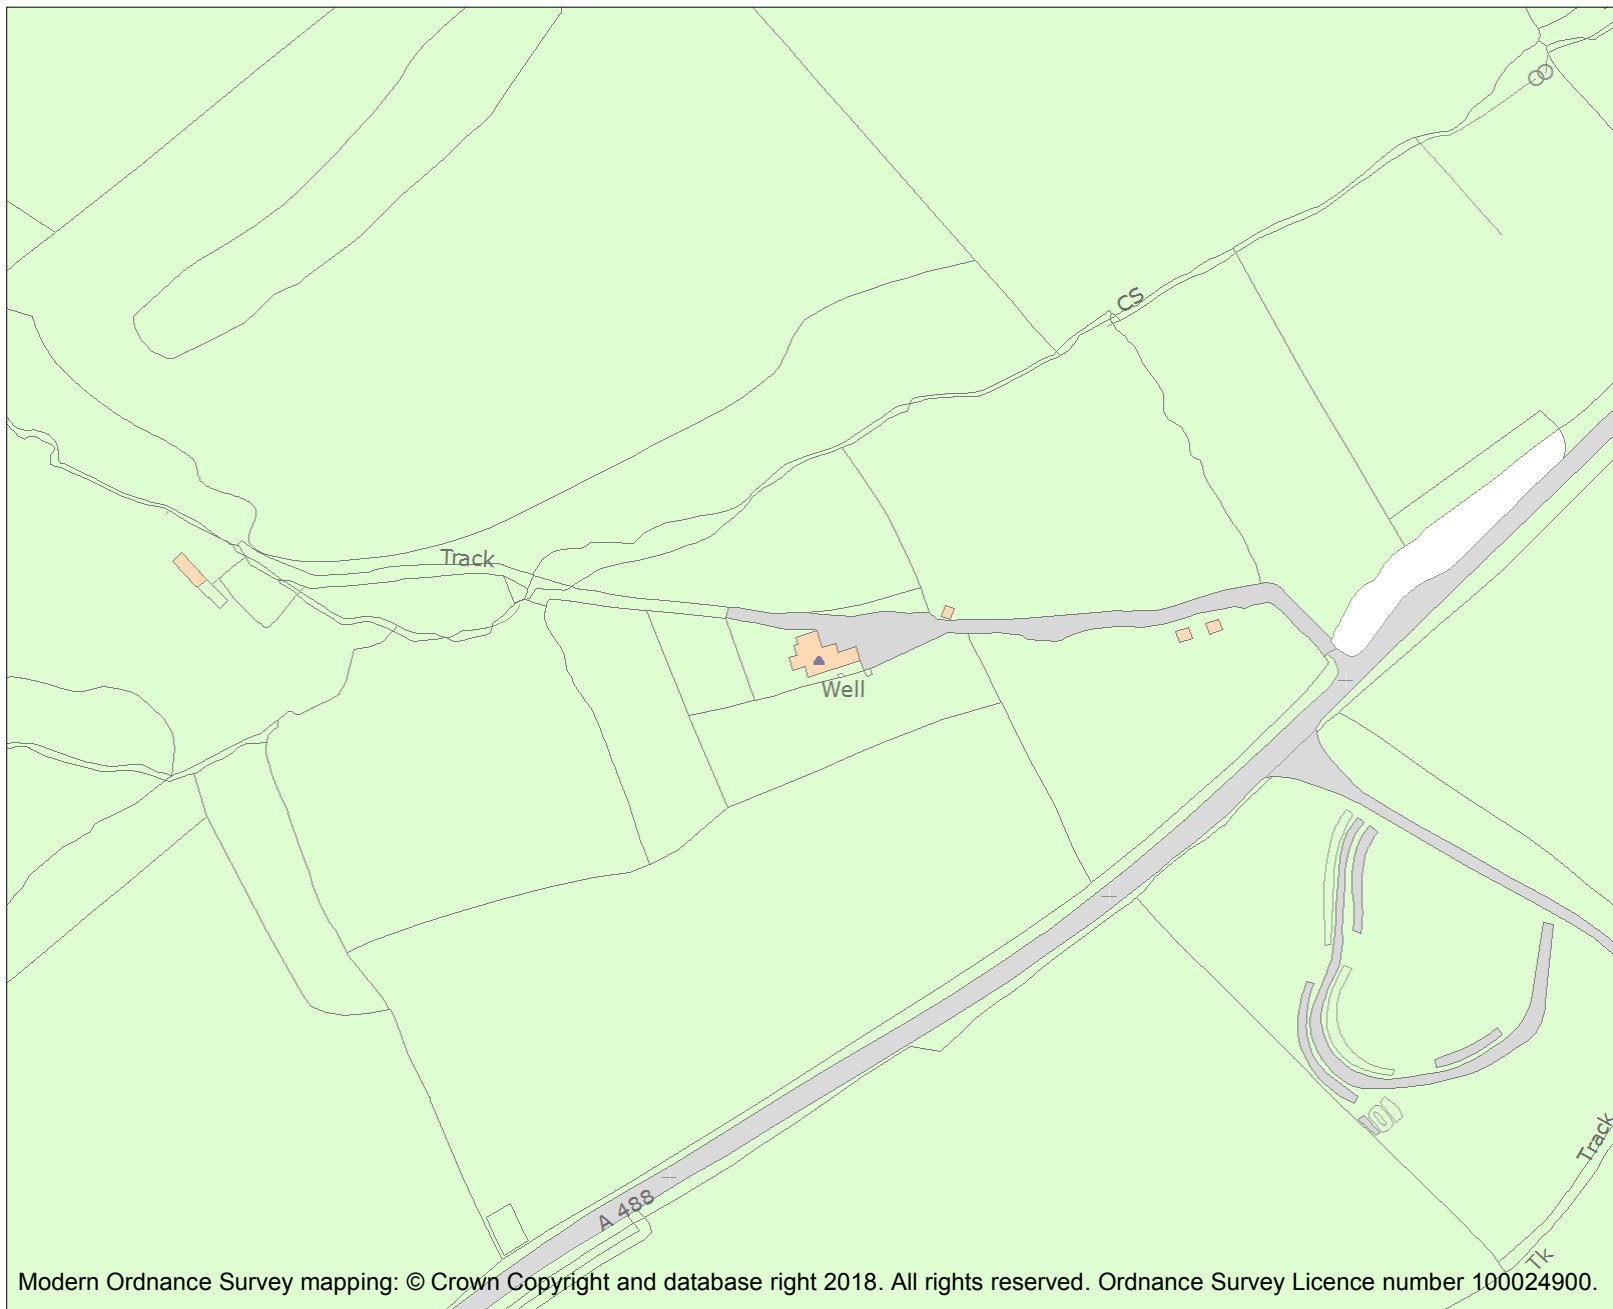 CS
Track
Well
Track
A 488
Tk
Modern Ordnance Survey mapping: © Crown Copyright and database right 2018. All rights reserved. Ordnance Survey Licence number 100024900.